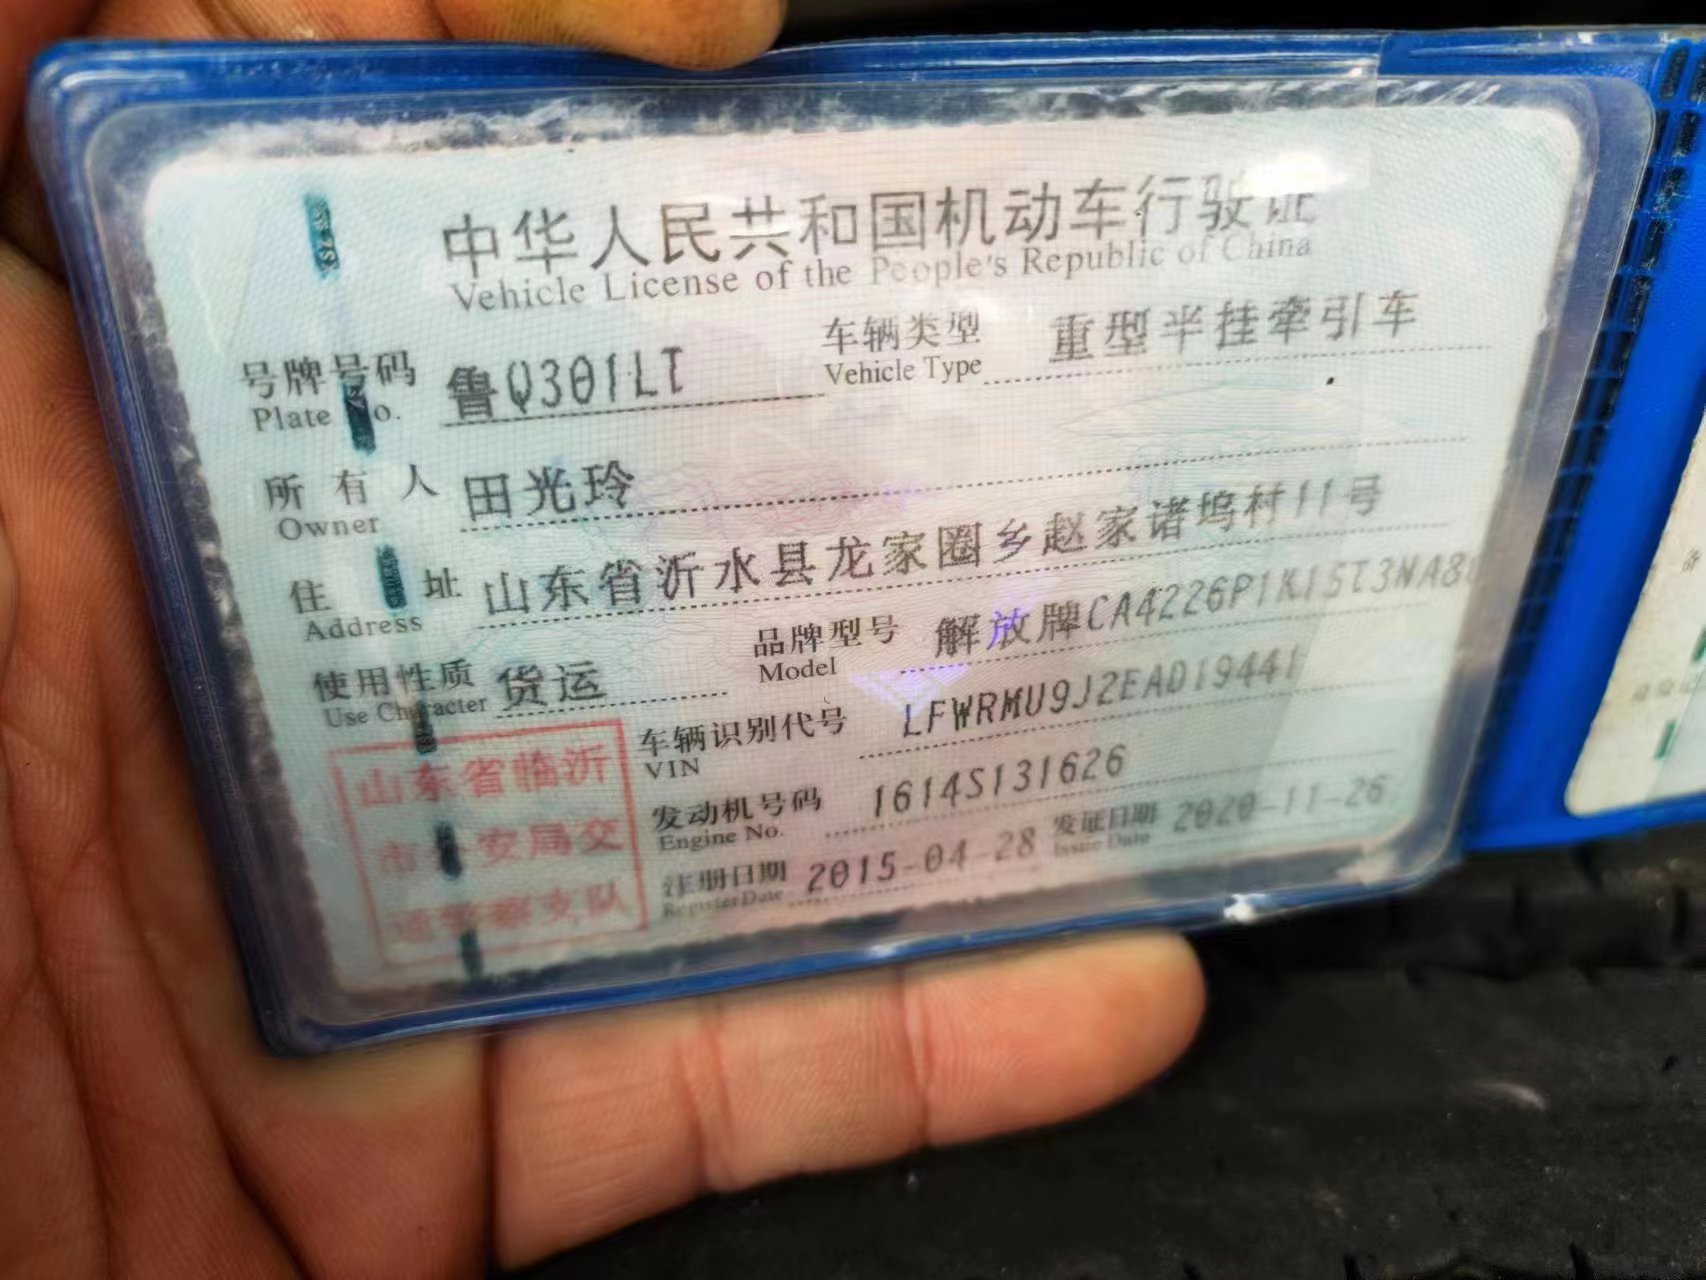 中华人民共和国机动车行驶证
Vehicle License of the People's Republic of China
号牌号码 鲁Q301LT 车辆类型 重型半挂牵引车
Plate No. Vehicle Type
所有人 田光玲
Owner
住址 山东省沂水县龙家圈乡赵家诸坞村11号
Address
使用性质 货运 品牌型号 解放牌CA4226P1K15T3NA8
Use Character Model
车辆识别代号 LFWRMU9J2EAD19441
VIN
发动机号码 1614S131626
Engine No.
注册日期 2015-04-28 发证日期 2020-11-26
Register Date Issue Date
山东省临沂
市公安局交
通警察支队